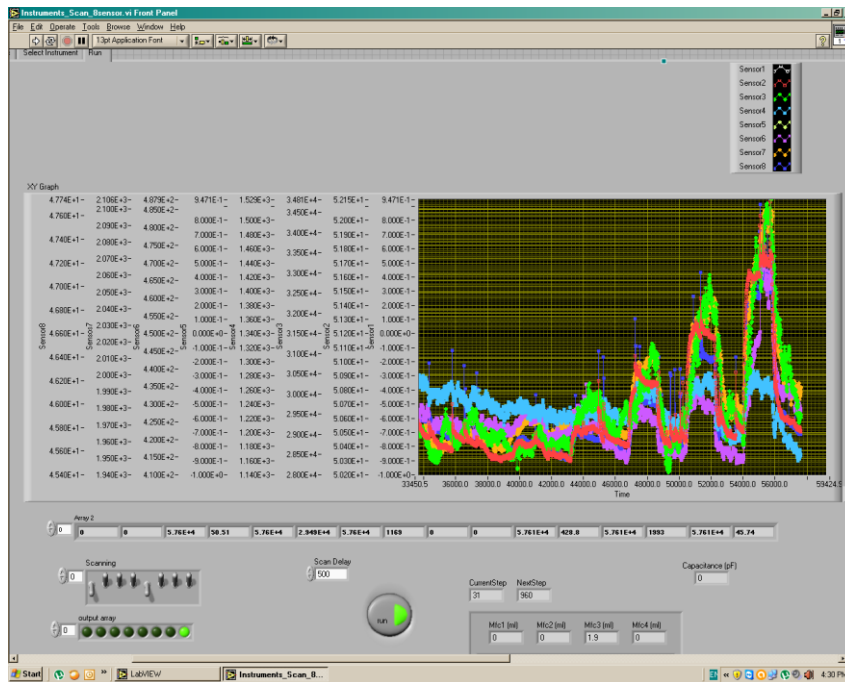 Instruments_Scan_8sensor.vi Front Panel
File Edit Operate Tools Browse Window Help
13pt Application Font
Select Instrument Run
Sensor1
Sensor2
Sensor3
Sensor4
Sensor5
Sensor6
Sensor7
Sensor8
XY Graph
4.774E+1- 2.106E+3- 4.879E+2- 9.471E-1- 1.529E+3- 3.481E+4- 5.215E+1- 9.471E-1-
4.760E+1- 2.100E+3- 4.850E+2- 8.000E-1- 1.500E+3- 3.450E+4- 5.200E+1- 8.000E-1-
4.740E+1- 2.090E+3- 4.800E+2- 7.000E-1- 1.480E+3- 3.400E+4- 5.190E+1- 7.000E-1-
4.720E+1- 2.080E+3- 4.750E+2- 6.000E-1- 1.460E+3- 3.350E+4- 5.180E+1- 6.000E-1-
4.700E+1- 2.070E+3- 4.700E+2- 5.000E-1- 1.440E+3- 3.300E+4- 5.170E+1- 5.000E-1-
4.680E+1- 2.060E+3- 4.650E+2- 4.000E-1- 1.420E+3- 3.250E+4- 5.160E+1- 4.000E-1-
4.660E+1- 2.050E+3- 4.600E+2- 3.000E-1- 1.400E+3- 3.200E+4- 5.150E+1- 3.000E-1-
4.640E+1- 2.040E+3- 4.550E+2- 2.000E-1- 1.380E+3- 3.150E+4- 5.140E+1- 2.000E-1-
4.620E+1- 2.030E+3- 4.500E+2- 1.000E-1- 1.360E+3- 3.100E+4- 5.130E+1- 1.000E-1-
4.600E+1- 2.020E+3- 4.450E+2- 0.000E+0- 1.340E+3- 3.050E+4- 5.120E+1- 0.000E+0-
4.580E+1- 2.010E+3- 4.400E+2- -1.000E-1- 1.320E+3- 3.000E+4- 5.110E+1- -1.000E-1-
4.560E+1- 2.000E+3- 4.350E+2- -2.000E-1- 1.300E+3- 2.950E+4- 5.100E+1- -2.000E-1-
4.540E+1- 1.990E+3- 4.300E+2- -3.000E-1- 1.280E+3- 2.900E+4- 5.090E+1- -3.000E-1-
1.980E+3- 4.250E+2- -4.000E-1- 1.260E+3- 2.850E+4- 5.080E+1- -4.000E-1-
1.970E+3- 4.200E+2- -5.000E-1- 1.240E+3- 2.800E+4- 5.070E+1- -5.000E-1-
1.960E+3- 4.150E+2- -6.000E-1- 1.220E+3- 5.060E+1- -6.000E-1-
1.950E+3- 4.100E+2- -7.000E-1- 1.200E+3- 5.050E+1- -7.000E-1-
1.940E+3- -8.000E-1- 1.180E+3- 5.040E+1- -8.000E-1-
-9.000E-1- 1.160E+3- 5.030E+1- -9.000E-1-
-1.000E+0- 1.140E+3- 5.020E+1- -1.000E+0-
Sensor8 Sensor7 Sensor6 Sensor5 Sensor4 Sensor3 Sensor2 Sensor1
33450.5 36000.0 38000.0 40000.0 42000.0 44000.0 46000.0 48000.0 50000.0 52000.0 54000.0 56000.0 59424.9
Time
Array 2
0 0 0 5.76E+4 50.51 5.76E+4 2.949E+4 5.76E+4 1169 0 0 5.761E+4 428.8 5.761E+4 1993 5.761E+4 45.74
Scanning
0
Scan Delay
500
output array
0
run
CurrentStep NextStep
31 960
Capacitance (pF)
0
Mfc1 (ml) Mfc2 (ml) Mfc3 (ml) Mfc4 (ml)
0 0 1.9 0
Start LabVIEW Instruments_Scan_8... 4:30 PM